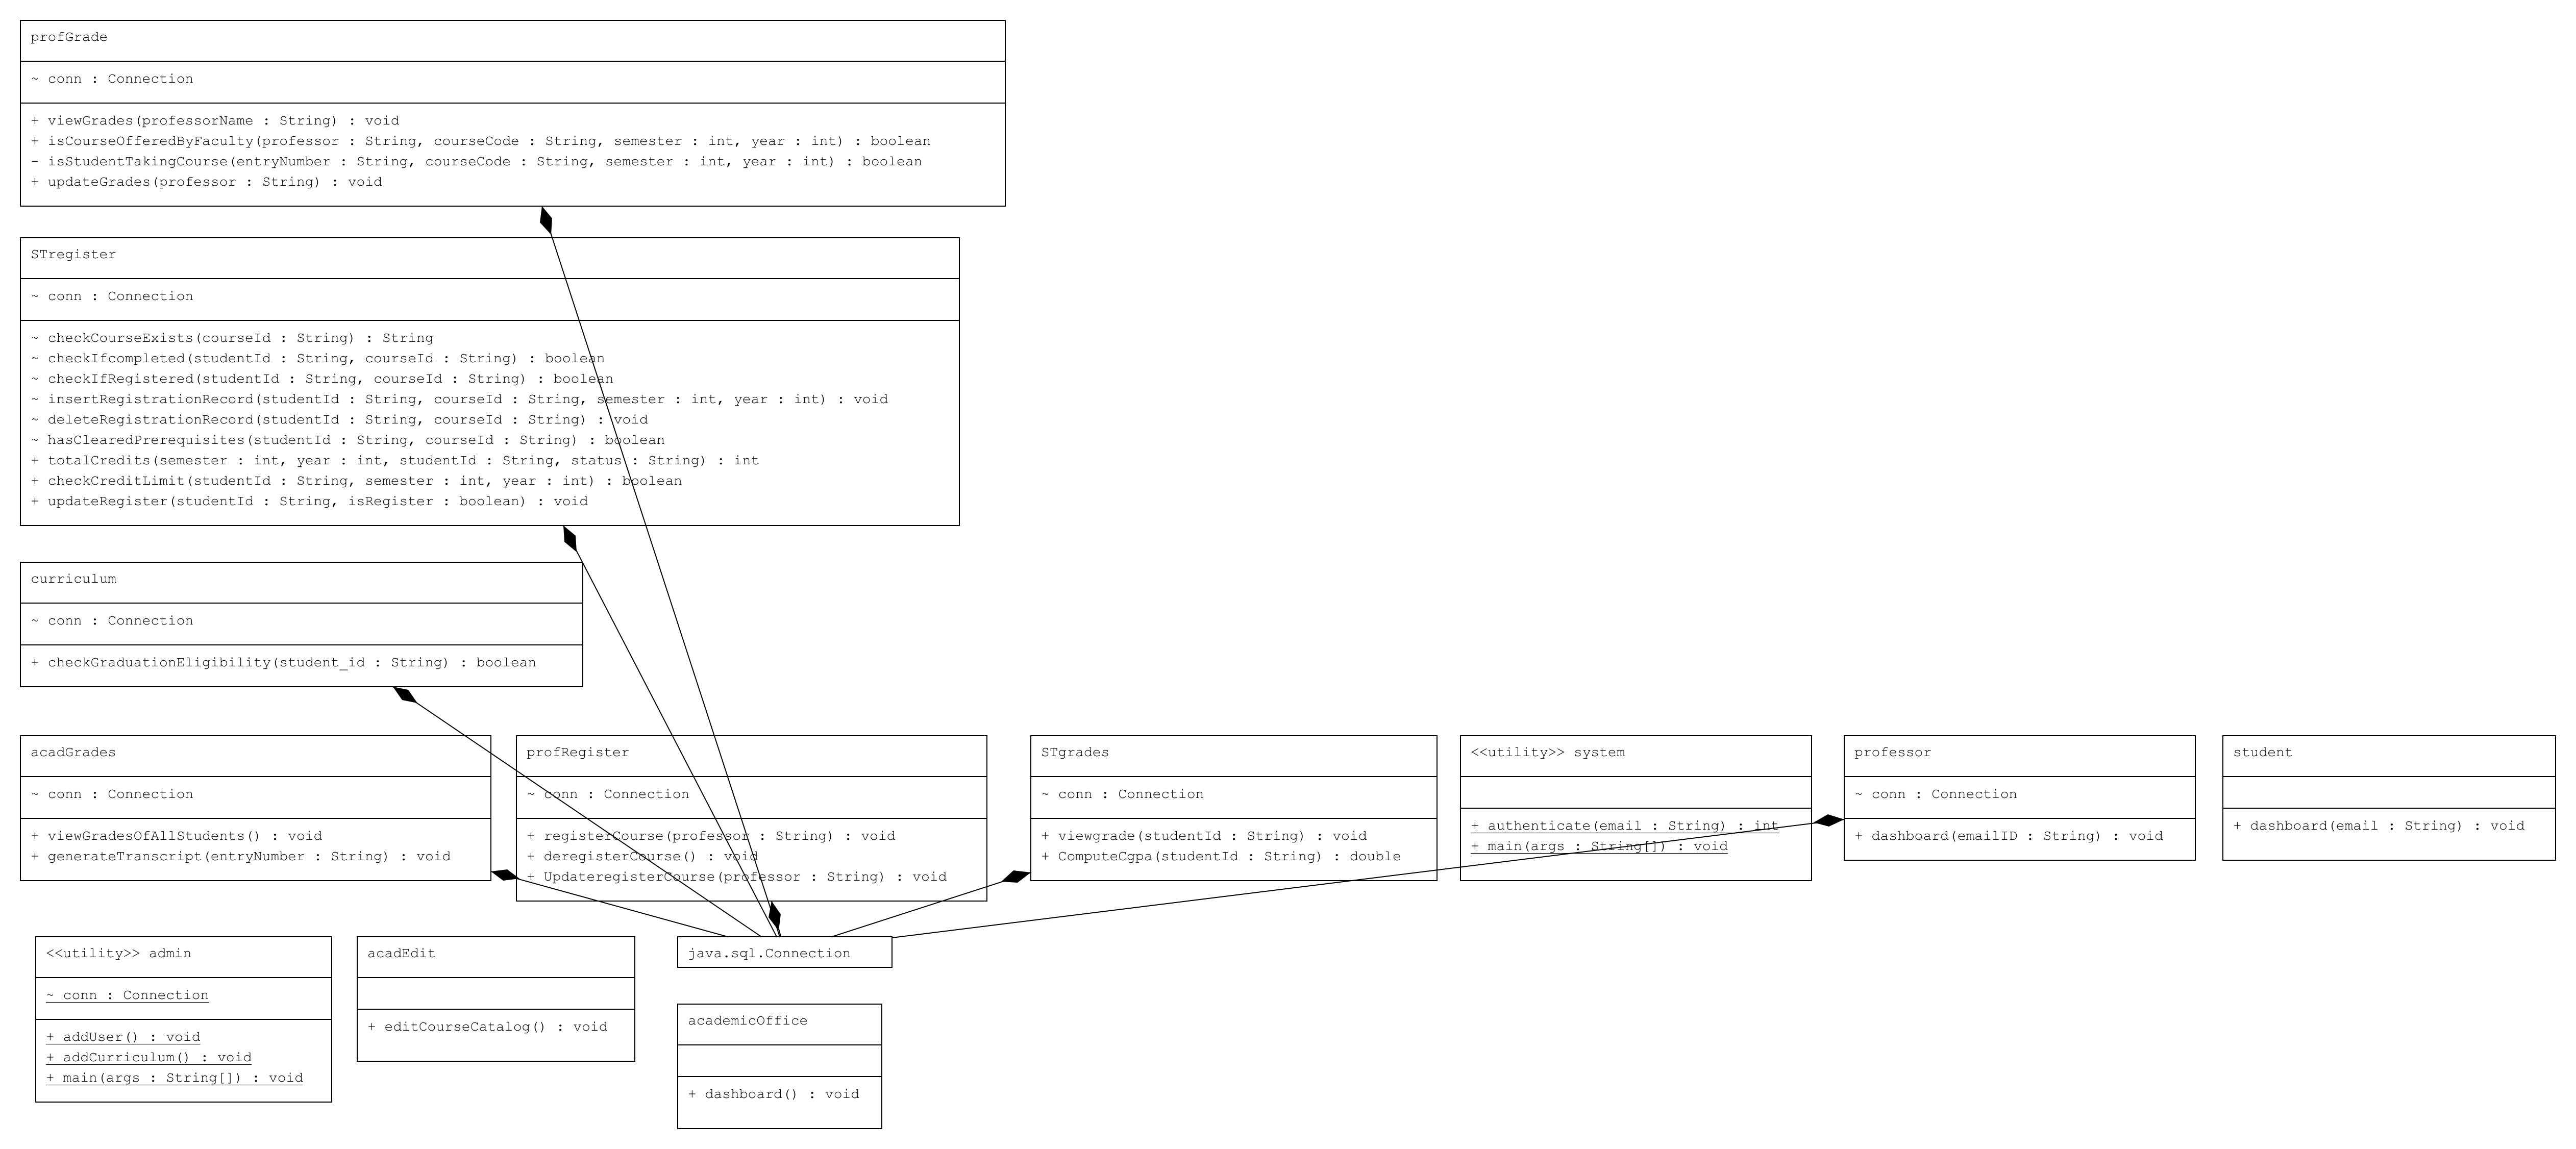 profGrade
~ conn : Connection
+ viewGrades(professorName : String) : void
+ isCourseOfferedByFaculty(professor : String, courseCode : String, semester : int, year : int) : boolean
- isStudentTakingCourse(entryNumber : String, courseCode : String, semester : int, year : int) : boolean
+ updateGrades(professor : String) : void
STregister
~ conn : Connection
~ checkCourseExists(courseId : String) : String
~ checkIfcompleted(studentId : String, courseId : String) : boolean
~ checkIfRegistered(studentId : String, courseId : String) : boolean
~ insertRegistrationRecord(studentId : String, courseId : String, semester : int, year : int) : void
~ deleteRegistrationRecord(studentId : String, courseId : String) : void
~ hasClearedPrerequisites(studentId : String, courseId : String) : boolean
+ totalCredits(semester : int, year : int, studentId : String, status : String) : int
+ checkCreditLimit(studentId : String, semester : int, year : int) : boolean
+ updateRegister(studentId : String, isRegister : boolean) : void
curriculum
~ conn : Connection
+ checkGraduationEligibility(student_id : String) : boolean
acadGrades
~ conn : Connection
+ viewGradesOfAllStudents() : void
+ generateTranscript(entryNumber : String) : void
profRegister
~ conn : Connection
+ registerCourse(professor : String) : void
+ deregisterCourse() : void
+ UpdateregisterCourse(professor : String) : void
STgrades
~ conn : Connection
+ viewgrade(studentId : String) : void
+ ComputeCgpa(studentId : String) : double
<<utility>> system
+ authenticate(email : String) : int
+ main(args : String[]) : void
professor
~ conn : Connection
+ dashboard(emailID : String) : void
student
+ dashboard(email : String) : void
<<utility>> admin
~ conn : Connection
+ addUser() : void
+ addCurriculum() : void
+ main(args : String[]) : void
acadEdit
+ editCourseCatalog() : void
java.sql.Connection
academicOffice
+ dashboard() : void